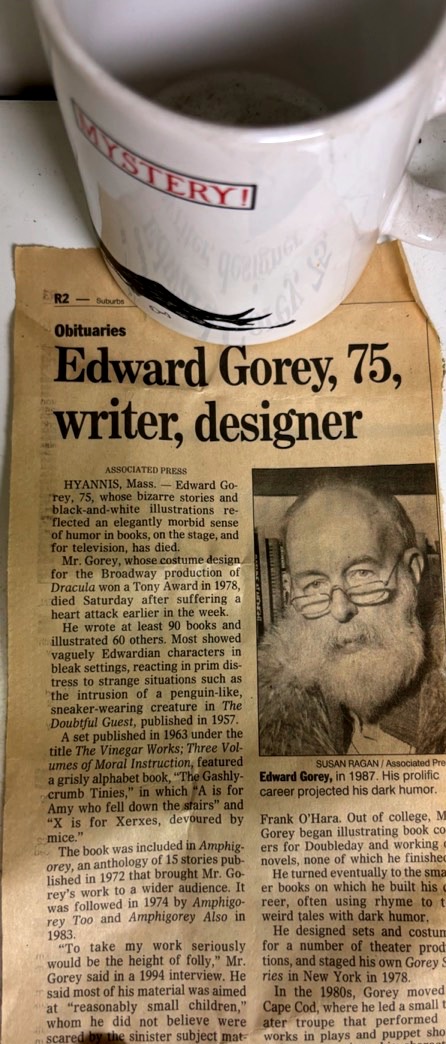 MYSTERY!
R2 — Suburbs
Obituaries
Edward Gorey, 75,
writer, designer
ASSOCIATED PRESS
HYANNIS, Mass. — Edward Go-
rey, 75, whose bizarre stories and
black-and-white illustrations re-
flected an elegantly morbid sense
of humor in books, on the stage, and
for television, has died.
Mr. Gorey, whose costume design
for the Broadway production of
Dracula won a Tony Award in 1978,
died Saturday after suffering a
heart attack earlier in the week.
He wrote at least 90 books and
illustrated 60 others. Most showed
vaguely Edwardian characters in
bleak settings, reacting in prim dis-
tress to strange situations such as
the intrusion of a penguin-like,
sneaker-wearing creature in The
Doubtful Guest, published in 1957.
A set published in 1963 under the
title The Vinegar Works; Three Vol-
umes of Moral Instruction, featured
a grisly alphabet book, “The Gashly-
crumb Tinies,” in which “A is for
Amy who fell down the stairs” and
“X is for Xerxes, devoured by
mice.”
The book was included in Amphig-
orey, an anthology of 15 stories pub-
lished in 1972 that brought Mr. Go-
rey’s work to a wider audience. It
was followed in 1974 by Amphigo-
rey Too and Amphigorey Also in
1983.
“To take my work seriously
would be the height of folly,” Mr.
Gorey said in a 1994 interview. He
said most of his material was aimed
at “reasonably small children,”
whom he did not believe were
scared by the sinister subject mat-
SUSAN RAGAN / Associated Pre
Edward Gorey, in 1987. His prolific
career projected his dark humor.
Frank O’Hara. Out of college, M
Gorey began illustrating book co
ers for Doubleday and working
novels, none of which he finished
He turned eventually to the sma
er books on which he built his
reer, often using rhyme to t
weird tales with dark humor.
He designed sets and costum
for a number of theater prod
tions, and staged his own Gorey S
ries in New York in 1978.
In the 1980s, Gorey moved
Cape Cod, where he led a small t
ater troupe that performed
works in plays and puppet sho